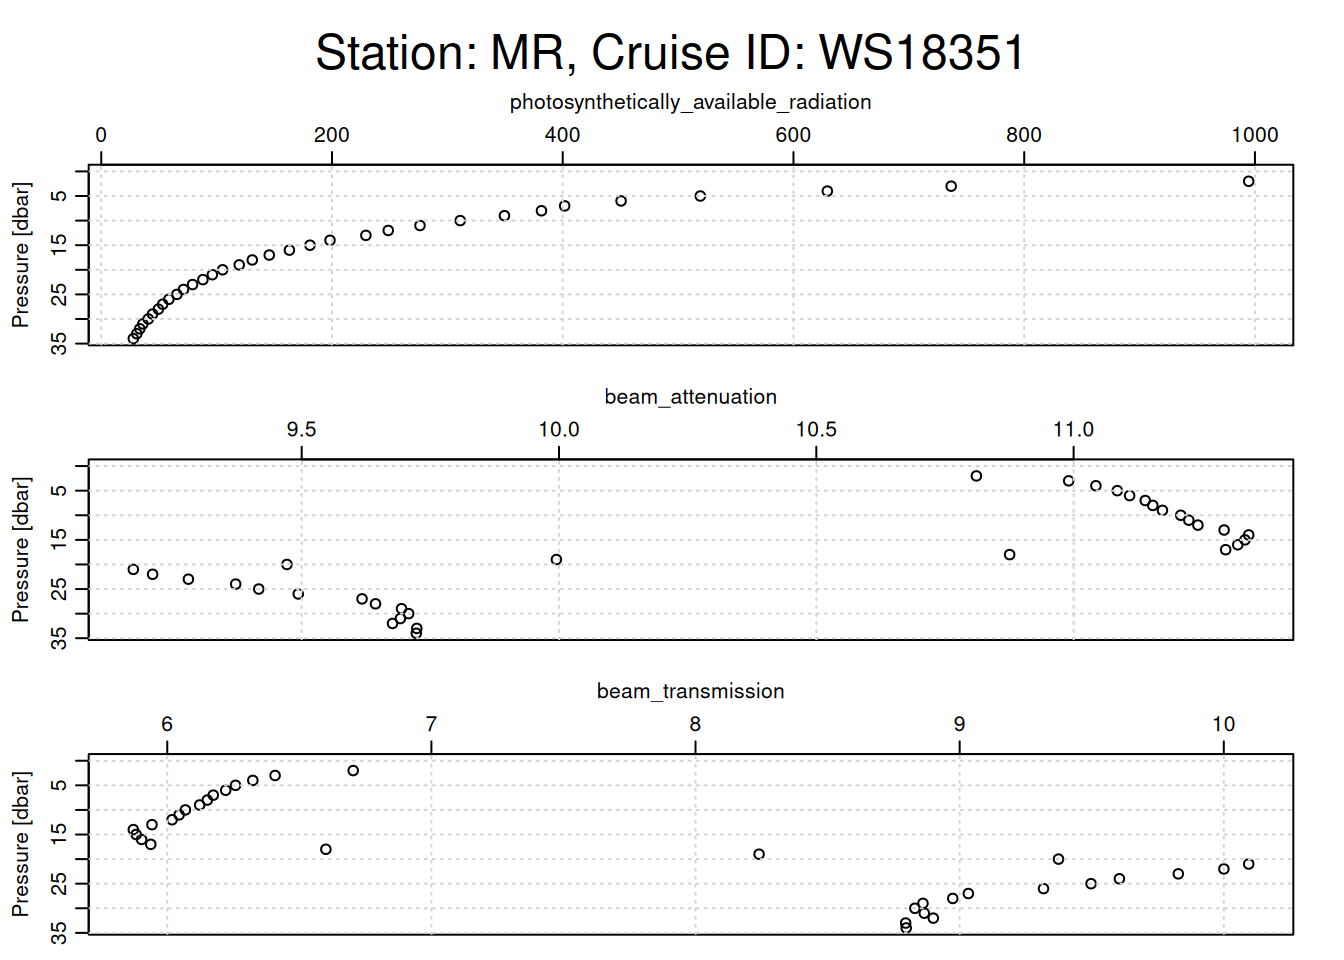 Station: MR, Cruise ID: WS18351
photosynthetically_available_radiation
0 200 400 600 800 1000
Pressure [dbar]
5
15
25
35
beam_attenuation
9.5 10.0 10.5 11.0
Pressure [dbar]
5
15
25
35
beam_transmission
6 7 8 9 10
Pressure [dbar]
5
15
25
35